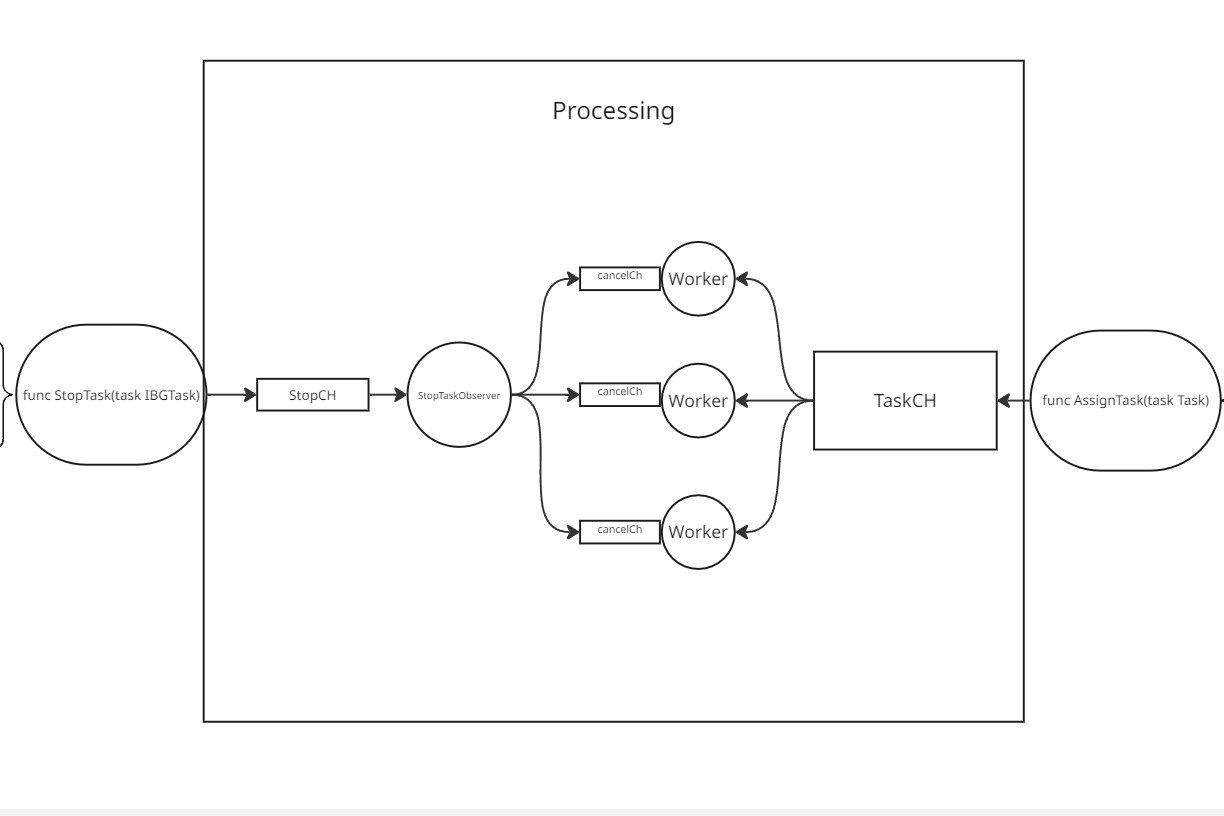 Processing
cancelCh
Worker
func StopTask(task IBGTask)
StopCH
StopTaskObserver
cancelCh
Worker
TaskCH
func AssignTask(task Task)
cancelCh
Worker